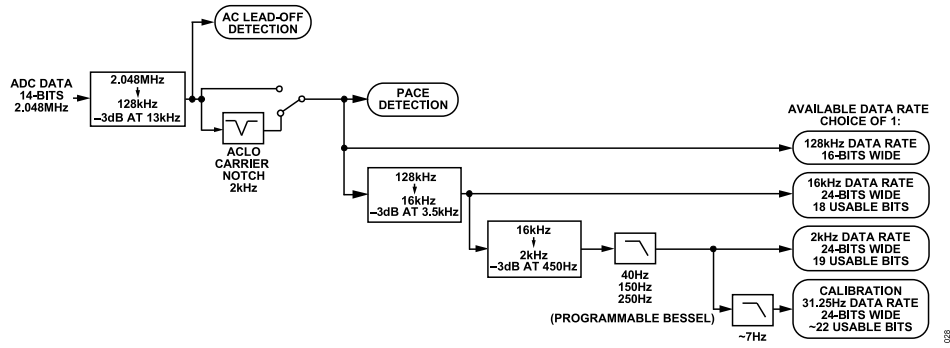 AC LEAD-OFF
DETECTION
ADC DATA
14-BITS
2.048MHz
2.048MHz
128kHz
–3dB AT 13kHz
ACLO
CARRIER
NOTCH
2kHz
PACE
DETECTION
AVAILABLE DATA RATE
CHOICE OF 1:
128kHz DATA RATE
16-BITS WIDE
128kHz
16kHz
–3dB AT 3.5kHz
16kHz DATA RATE
24-BITS WIDE
18 USABLE BITS
16kHz
2kHz
–3dB AT 450Hz
40Hz
150Hz
250Hz
(PROGRAMMABLE BESSEL)
2kHz DATA RATE
24-BITS WIDE
19 USABLE BITS
~7Hz
CALIBRATION
31.25Hz DATA RATE
24-BITS WIDE
~22 USABLE BITS
028